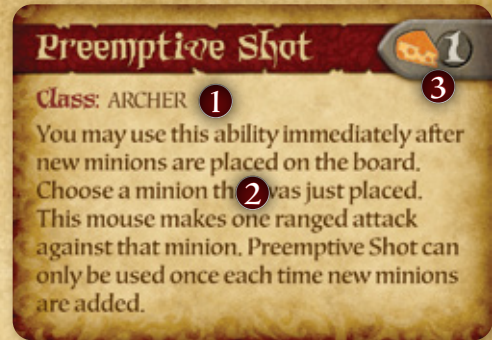 Preemptive Shot 1
3
Class: ARCHER 1
You may use this ability immediately after
new minions are placed on the board.
Choose a minion th 2 was just placed.
This mouse makes one ranged attack
against that minion. Preemptive Shot can
only be used once each time new minions
are added.